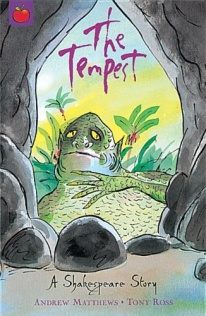 The
Tempest
A Shakespeare Story
ANDREW MATTHEWS • TONY ROSS